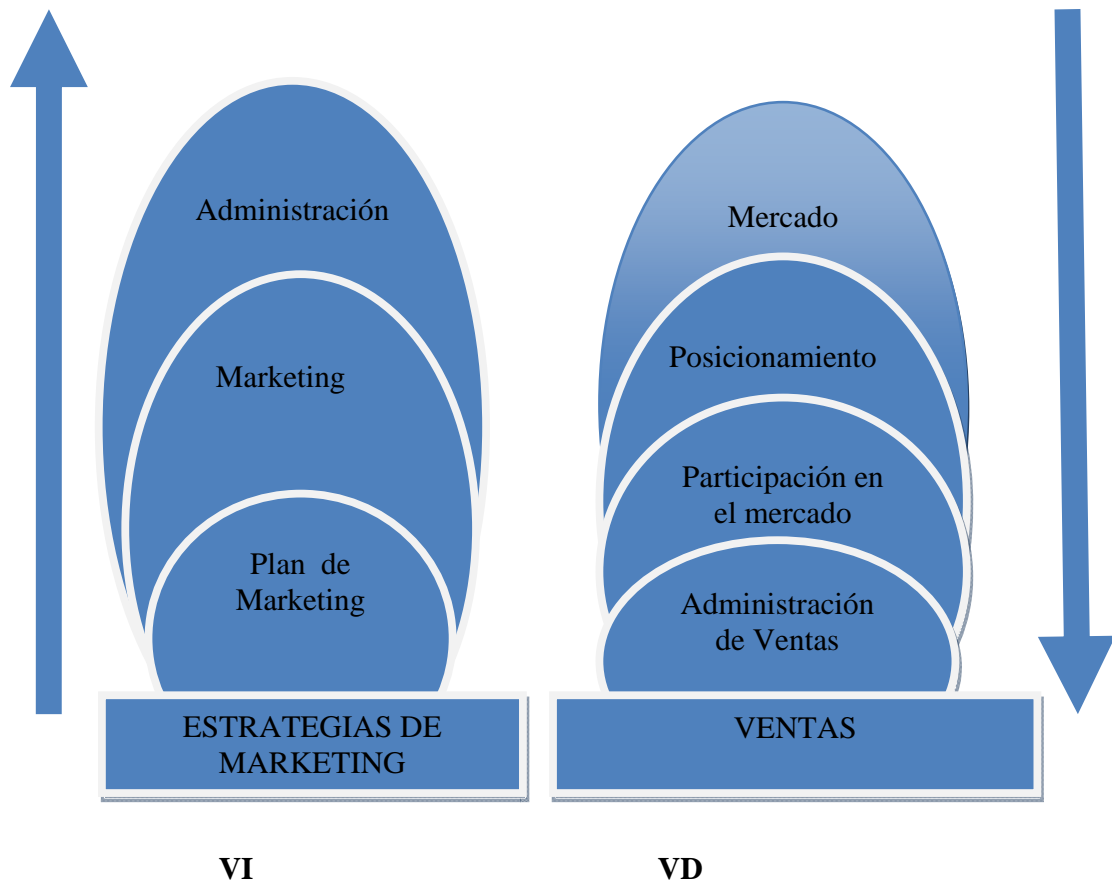 Administración
Marketing
Plan de
Marketing
ESTRATEGIAS DE
MARKETING
VI
Mercado
Posicionamiento
Participación en
el mercado
Administración
de Ventas
VENTAS
VD